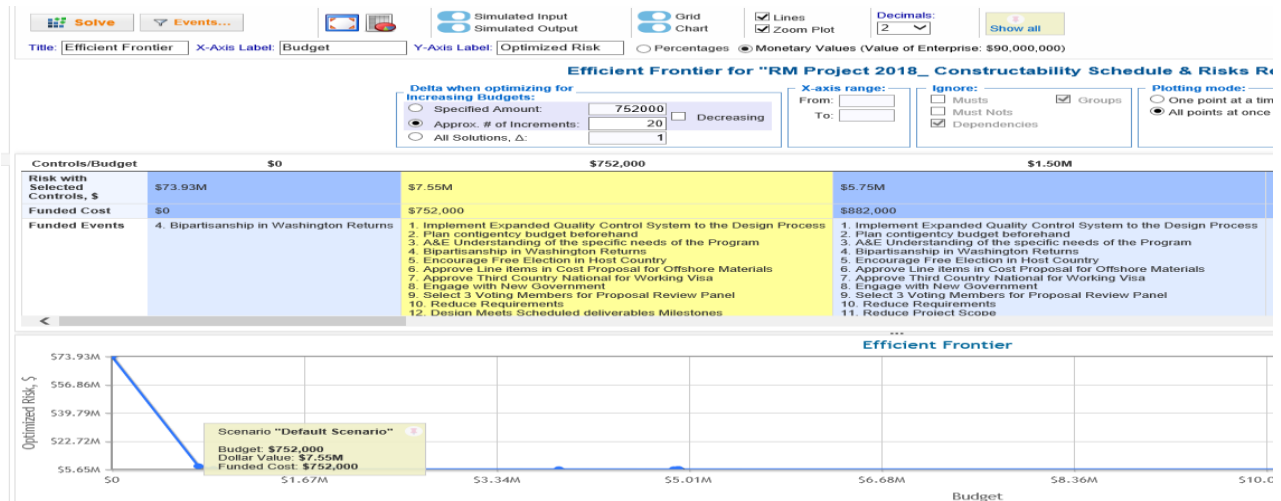 Solve
Events...
Simulated Input
Simulated Output
Grid
Chart
Lines
Zoom Plot
Decimals:
2
Show all
Title: Efficient Frontier X-Axis Label: Budget Y-Axis Label: Optimized Risk Percentages Monetary Values (Value of Enterprise: $90,000,000)
Efficient Frontier for "RM Project 2018_ Constructability Schedule & Risks Re
Delta when optimizing for
Increasing Budgets:
Specified Amount: 752000
Approx. # of Increments: 20
Decreasing
All Solutions, Δ: 1
X-axis range:
From:
To:
Ignore:
Musts
Groups
Must Nots
Dependencies
Plotting mode:
One point at a tim
All points at once
Controls/Budget $0 $752,000 $1.50M
Risk with
Selected
Controls, $
$73.93M $7.55M $5.75M
Funded Cost $0 $752,000 $882,000
Funded Events
4. Bipartisanship in Washington Returns
1. Implement Expanded Quality Control System to the Design Process
2. Plan contigency budget beforehand
3. A&E Understanding of the specific needs of the Program
4. Bipartisanship in Washington Returns
5. Encourage Free Election in Host Country
6. Approve Line items in Cost Proposal for Offshore Materials
7. Approve Third Country National for Working Visa
8. Engage with New Government
9. Select 3 Voting Members for Proposal Review Panel
10. Reduce Requirements
12. Design Meets Scheduled deliverables Milestones
1. Implement Expanded Quality Control System to the Design Process
2. Plan contigency budget beforehand
3. A&E Understanding of the specific needs of the Program
4. Bipartisanship in Washington Returns
5. Encourage Free Election in Host Country
6. Approve Line items in Cost Proposal for Offshore Materials
7. Approve Third Country National for Working Visa
8. Engage with New Government
9. Select 3 Voting Members for Proposal Review Panel
10. Reduce Requirements
11. Reduce Project Scope
Efficient Frontier
Optimized Risk, $
$73.93M
$56.86M
$39.79M
$22.72M
$5.65M
Scenario "Default Scenario"
Budget: $752,000
Dollar Value: $7.55M
Funded Cost: $752,000
$0 $1.67M $3.34M $5.01M $6.68M $8.36M $10.0
Budget